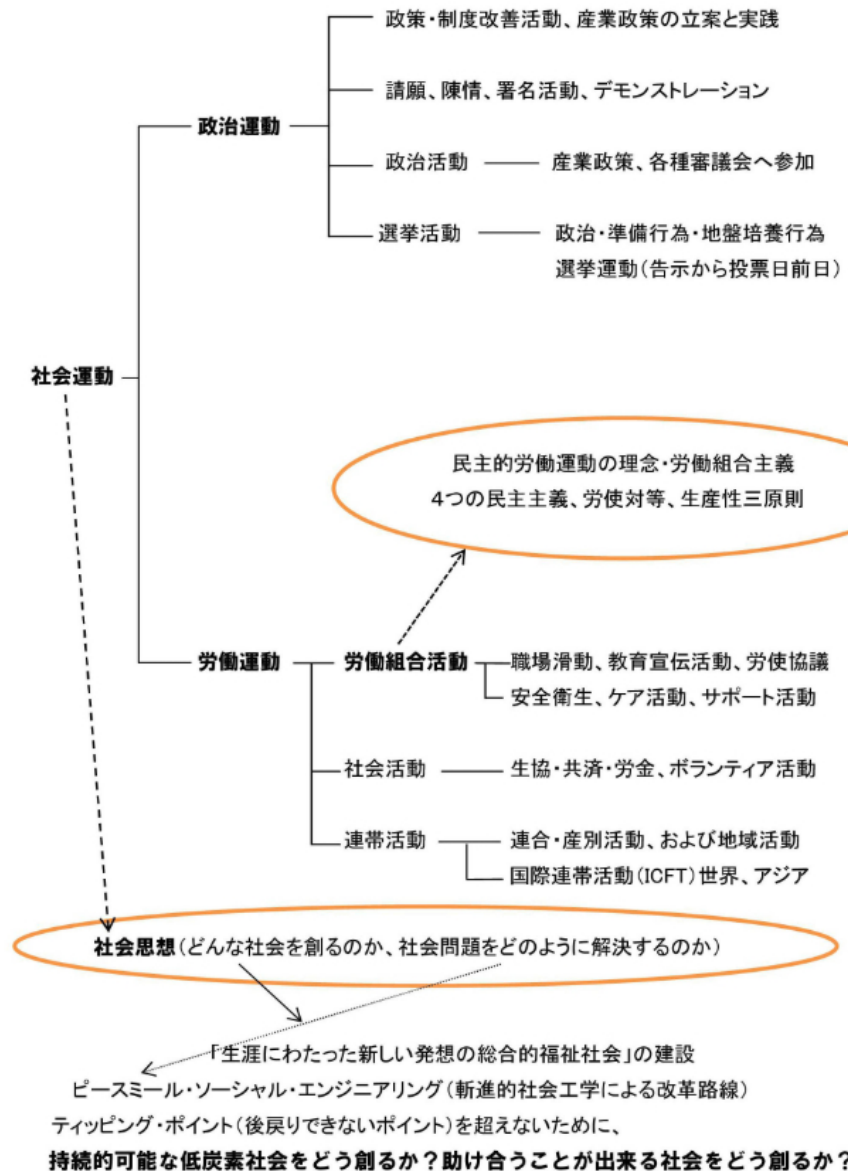 政策・制度改善活動、産業政策の立案と実践
請願、陳情、署名活動、デモンストレーション
政治運動
政治活動 産業政策、各種審議会へ参加
選挙活動 政治・準備行為・地盤培養行為
選挙運動(告示から投票日前日)
社会運動
民主的労働運動の理念・労働組合主義
4つの民主主義、労使対等、生産性三原則
労働運動 労働組合活動 職場滑動、教育宣伝活動、労使協議
安全衛生、ケア活動、サポート活動
社会活動 生協・共済・労金、ボランティア活動
連帯活動 連合・産別活動、および地域活動
国際連帯活動(ICFT)世界、アジア
社会思想(どんな社会を創るのか、社会問題をどのように解決するのか)
「生涯にわたった新しい発想の総合的福祉社会」の建設
ピースミール・ソーシャル・エンジニアリング(斬進的社会工学による改革路線)
ティッピング・ポイント(後戻りできないポイント)を超えないために、
持続的可能な低炭素社会をどう創るか?助け合うことが出来る社会をどう創るか?